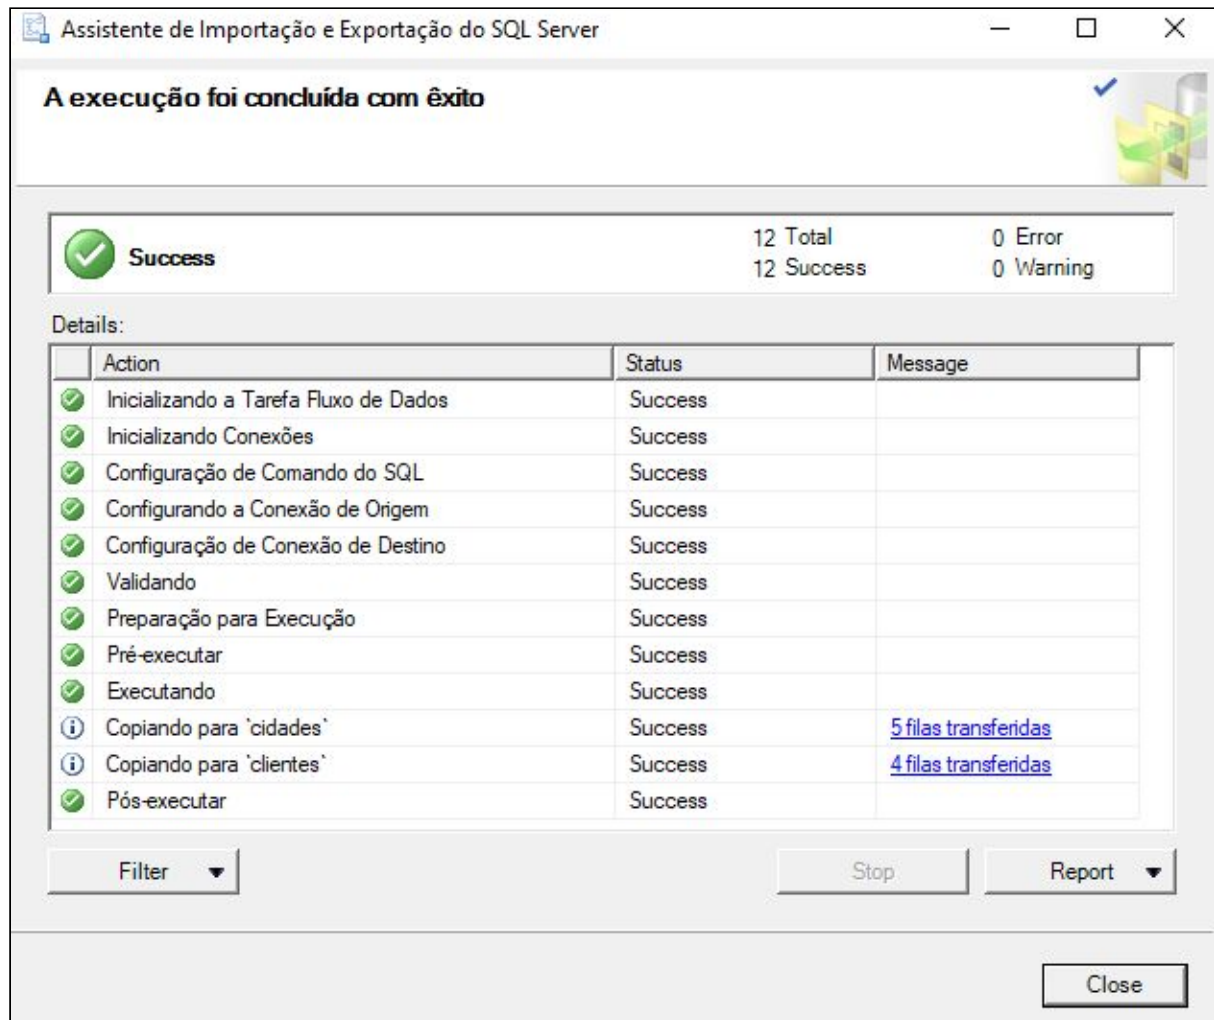 Assistente de Importação e Exportação do SQL Server
A execução foi concluída com êxito
Success
12 Total
0 Error
12 Success
0 Warning
Details:
Action Status Message
Inicializando a Tarefa Fluxo de Dados Success
Inicializando Conexões Success
Configuração de Comando do SQL Success
Configurando a Conexão de Origem Success
Configuração de Conexão de Destino Success
Validando Success
Preparação para Execução Success
Pré-executar Success
Executando Success
Copiando para `cidades` Success 5 filas transferidas
Copiando para `clientes` Success 4 filas transferidas
Pós-executar Success
Filter Stop Report
Close